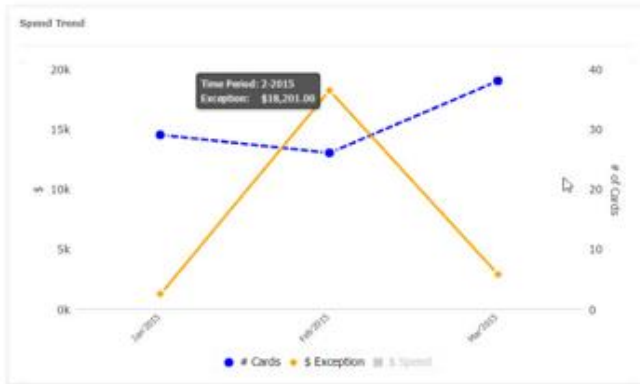 Spend Trend
20k
40
Time Period: 2-2015
Exception: $18,201.00
15k
30
$
10k
20
# of Cards
5k
10
0k
0
Jan'2015
Feb'2015
Mar'2015
# Cards
$ Exception
$ Spend